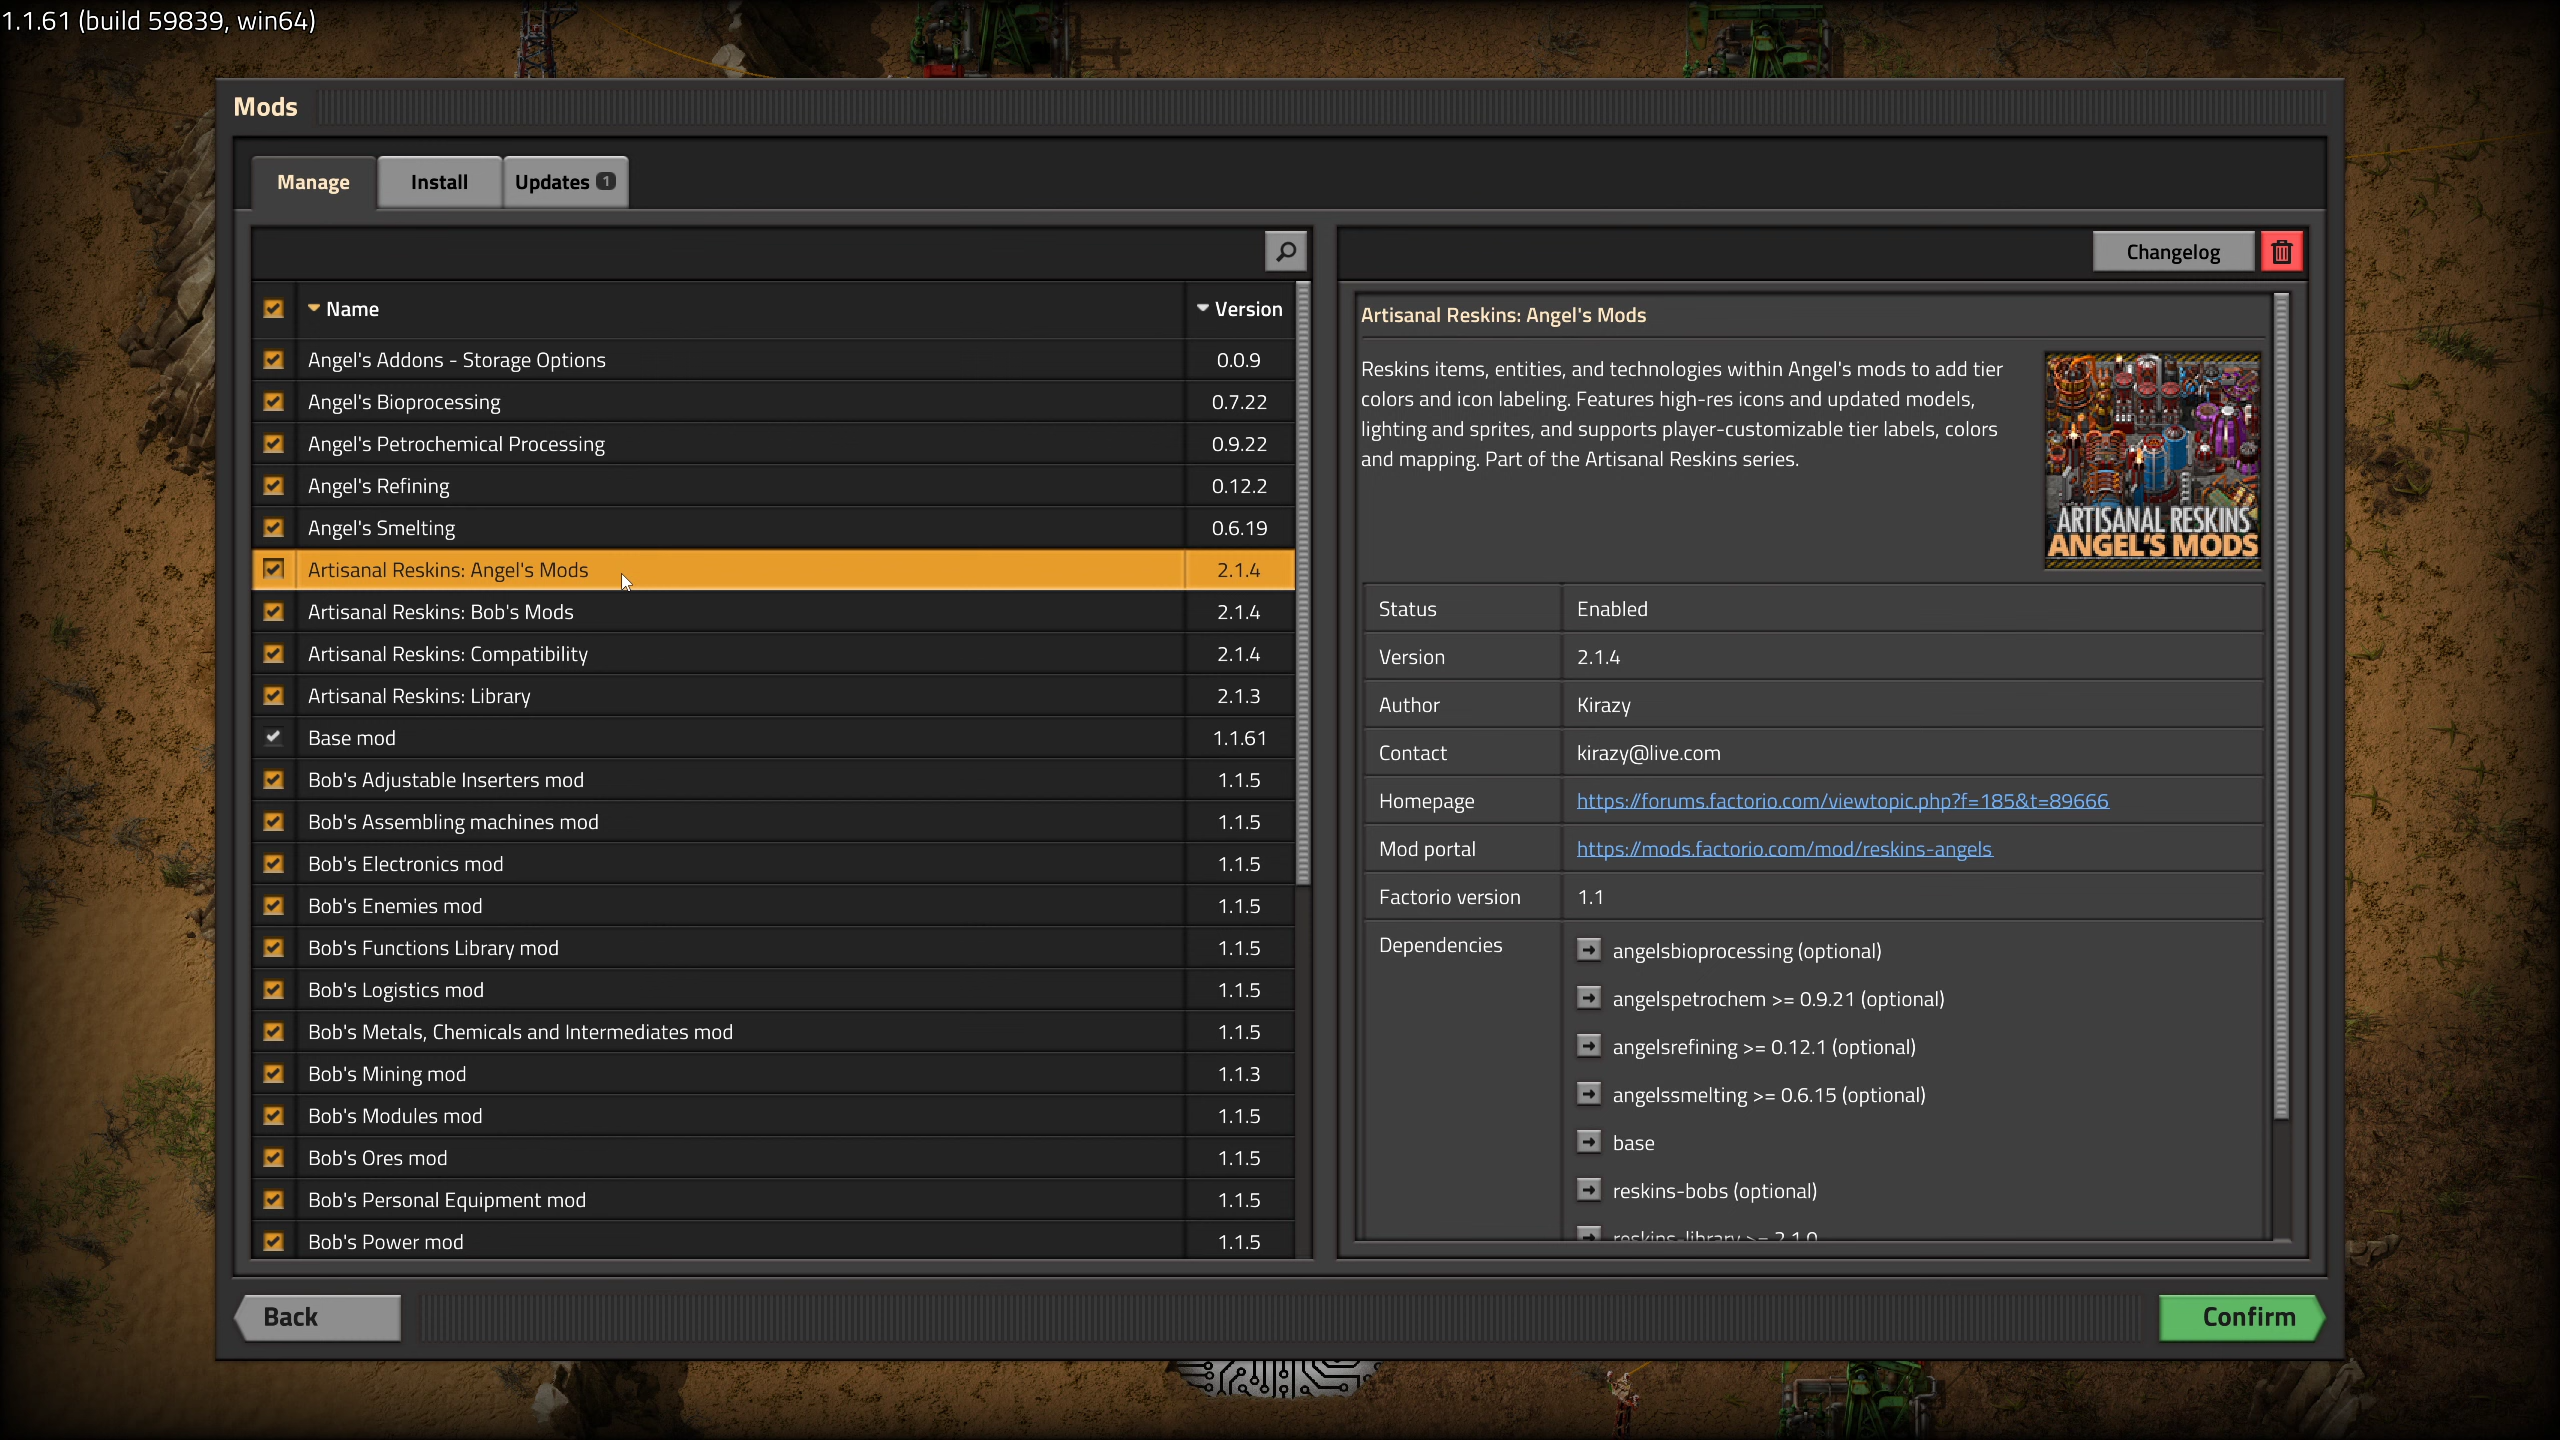 1.1.61 (build 59839, win64)
Mods
Manage
Install
Updates 1
Name
Version
Angel's Addons - Storage Options 0.0.9
Angel's Bioprocessing 0.7.22
Angel's Petrochemical Processing 0.9.22
Angel's Refining 0.12.2
Angel's Smelting 0.6.19
Artisanal Reskins: Angel's Mods 2.1.4
Artisanal Reskins: Bob's Mods 2.1.4
Artisanal Reskins: Compatibility 2.1.4
Artisanal Reskins: Library 2.1.3
Base mod 1.1.61
Bob's Adjustable Inserters mod 1.1.5
Bob's Assembling machines mod 1.1.5
Bob's Electronics mod 1.1.5
Bob's Enemies mod 1.1.5
Bob's Functions Library mod 1.1.5
Bob's Logistics mod 1.1.5
Bob's Metals, Chemicals and Intermediates mod 1.1.5
Bob's Mining mod 1.1.3
Bob's Modules mod 1.1.5
Bob's Ores mod 1.1.5
Bob's Personal Equipment mod 1.1.5
Bob's Power mod 1.1.5
Changelog
Artisanal Reskins: Angel's Mods
Reskins items, entities, and technologies within Angel's mods to add tier
colors and icon labeling. Features high-res icons and updated models,
lighting and sprites, and supports player-customizable tier labels, colors
and mapping. Part of the Artisanal Reskins series.
ARTISANAL RESKINS
ANGEL'S MODS
Status Enabled
Version 2.1.4
Author Kirazy
Contact kirazy@live.com
Homepage https://forums.factorio.com/viewtopic.php?f=185&t=89666
Mod portal https://mods.factorio.com/mod/reskins-angels
Factorio version 1.1
Dependencies angelsbioprocessing (optional)
angelspetrochem >= 0.9.21 (optional)
angelsrefining >= 0.12.1 (optional)
angelssmelting >= 0.6.15 (optional)
base
reskins-bobs (optional)
reskins-library >= 2.1.0
Back
Confirm